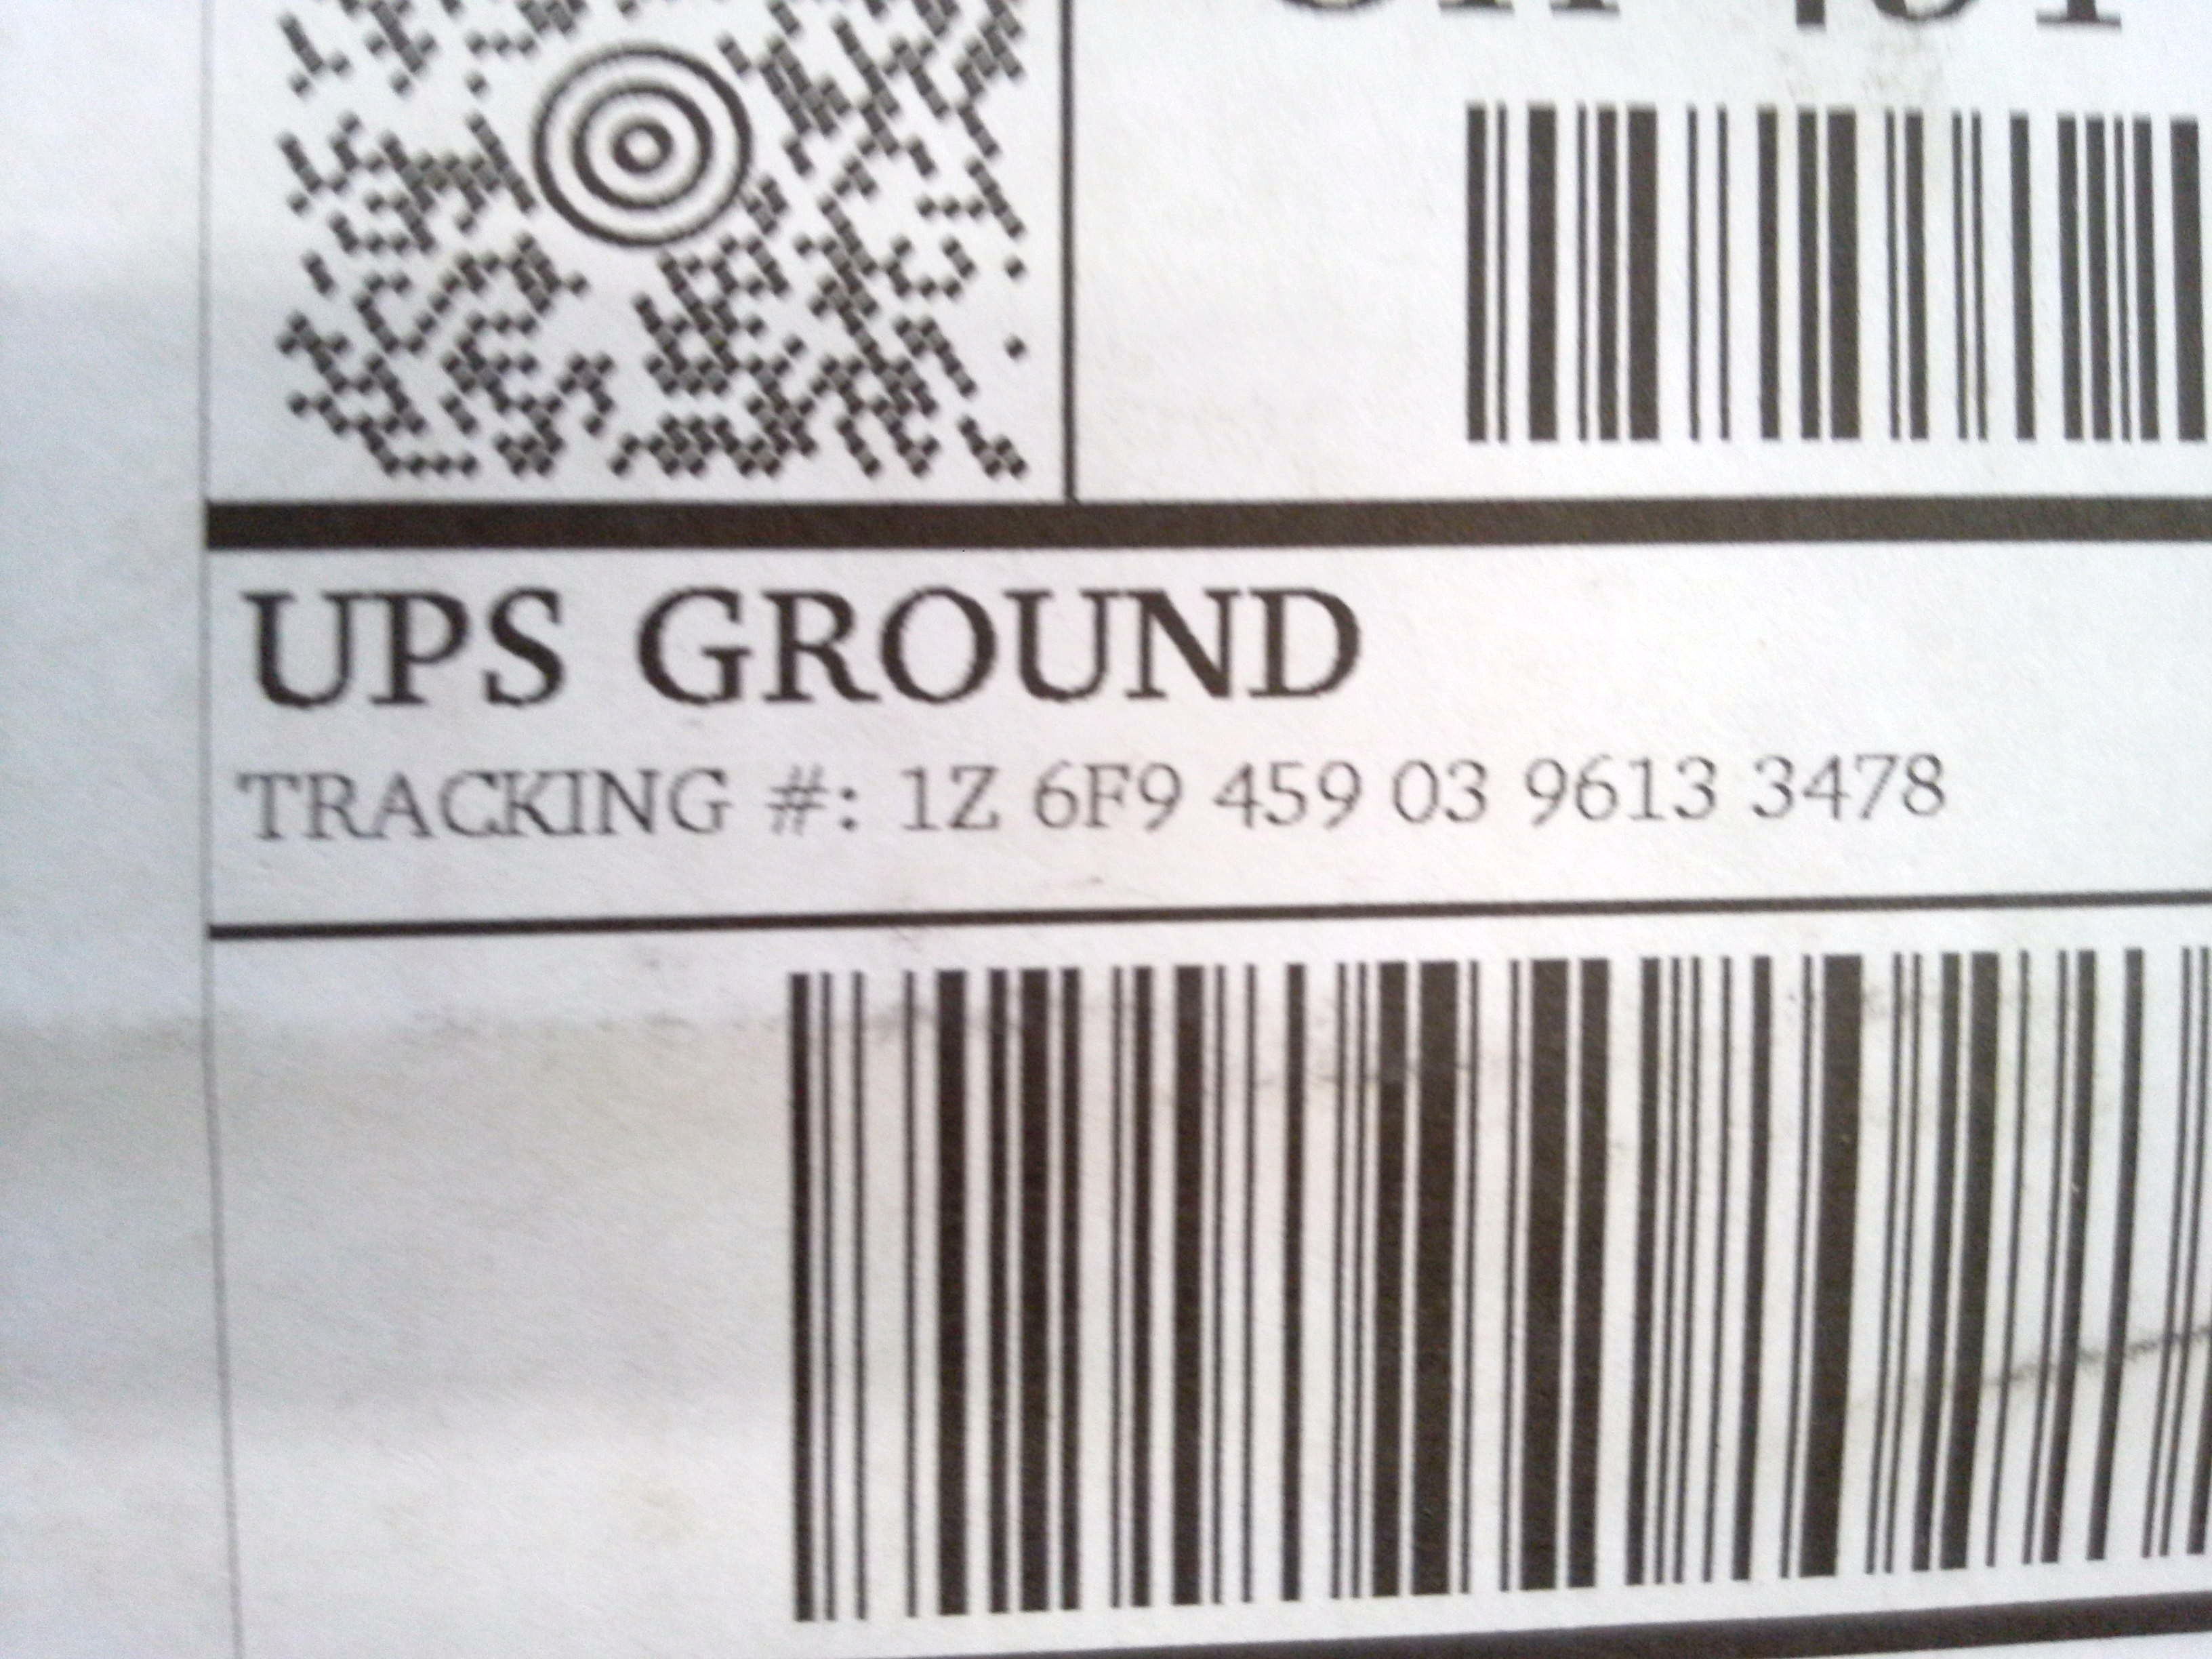 UPS GROUND
TRACKING #: 1Z 6F9 459 03 9613 3478